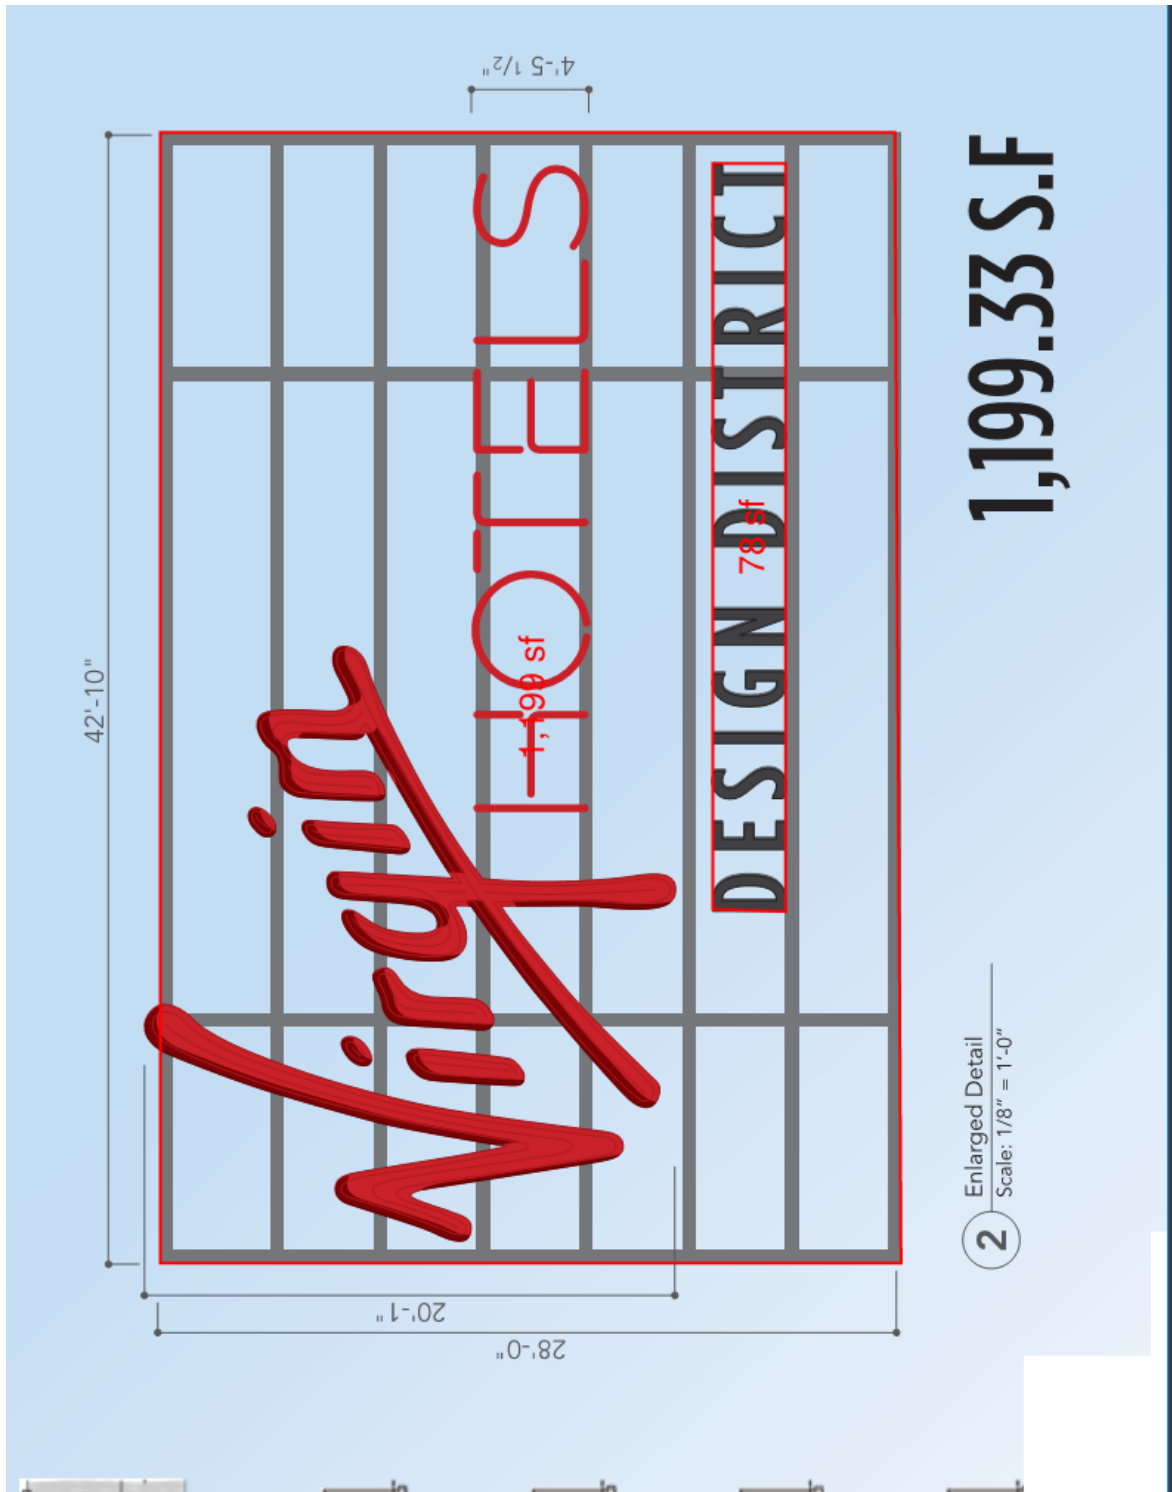 42'-10"
4'-5 1/2"
Virgin
HOTELS
1,199 sf
DESIGN DISTRICT
78 sf
20'-1"
28'-0"
1,199.33 S.F
2
Enlarged Detail
Scale: 1/8" = 1'-0"